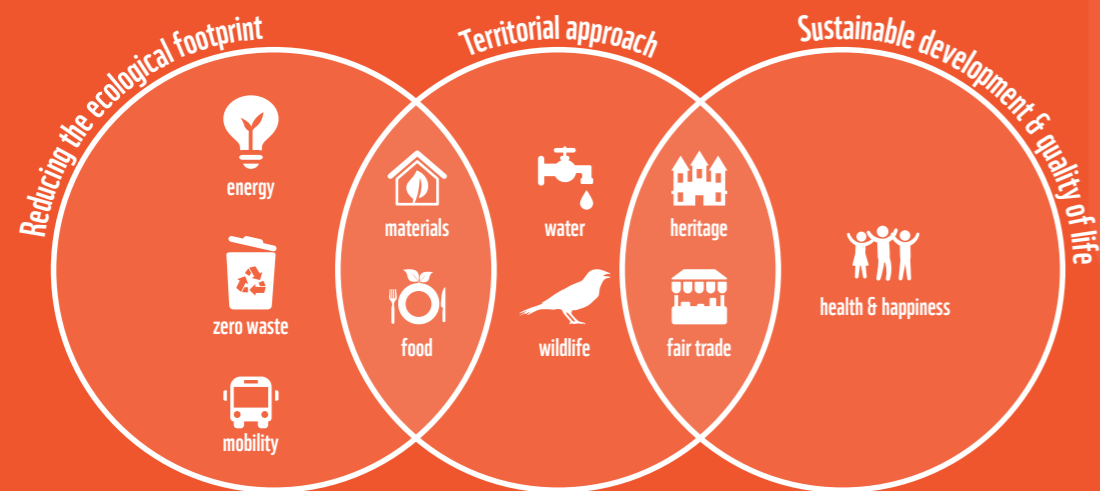 Reducing the ecological footprint
Territorial approach
Sustainable development & quality of life
energy
zero waste
mobility
materials
food
water
wildlife
heritage
fair trade
health & happiness